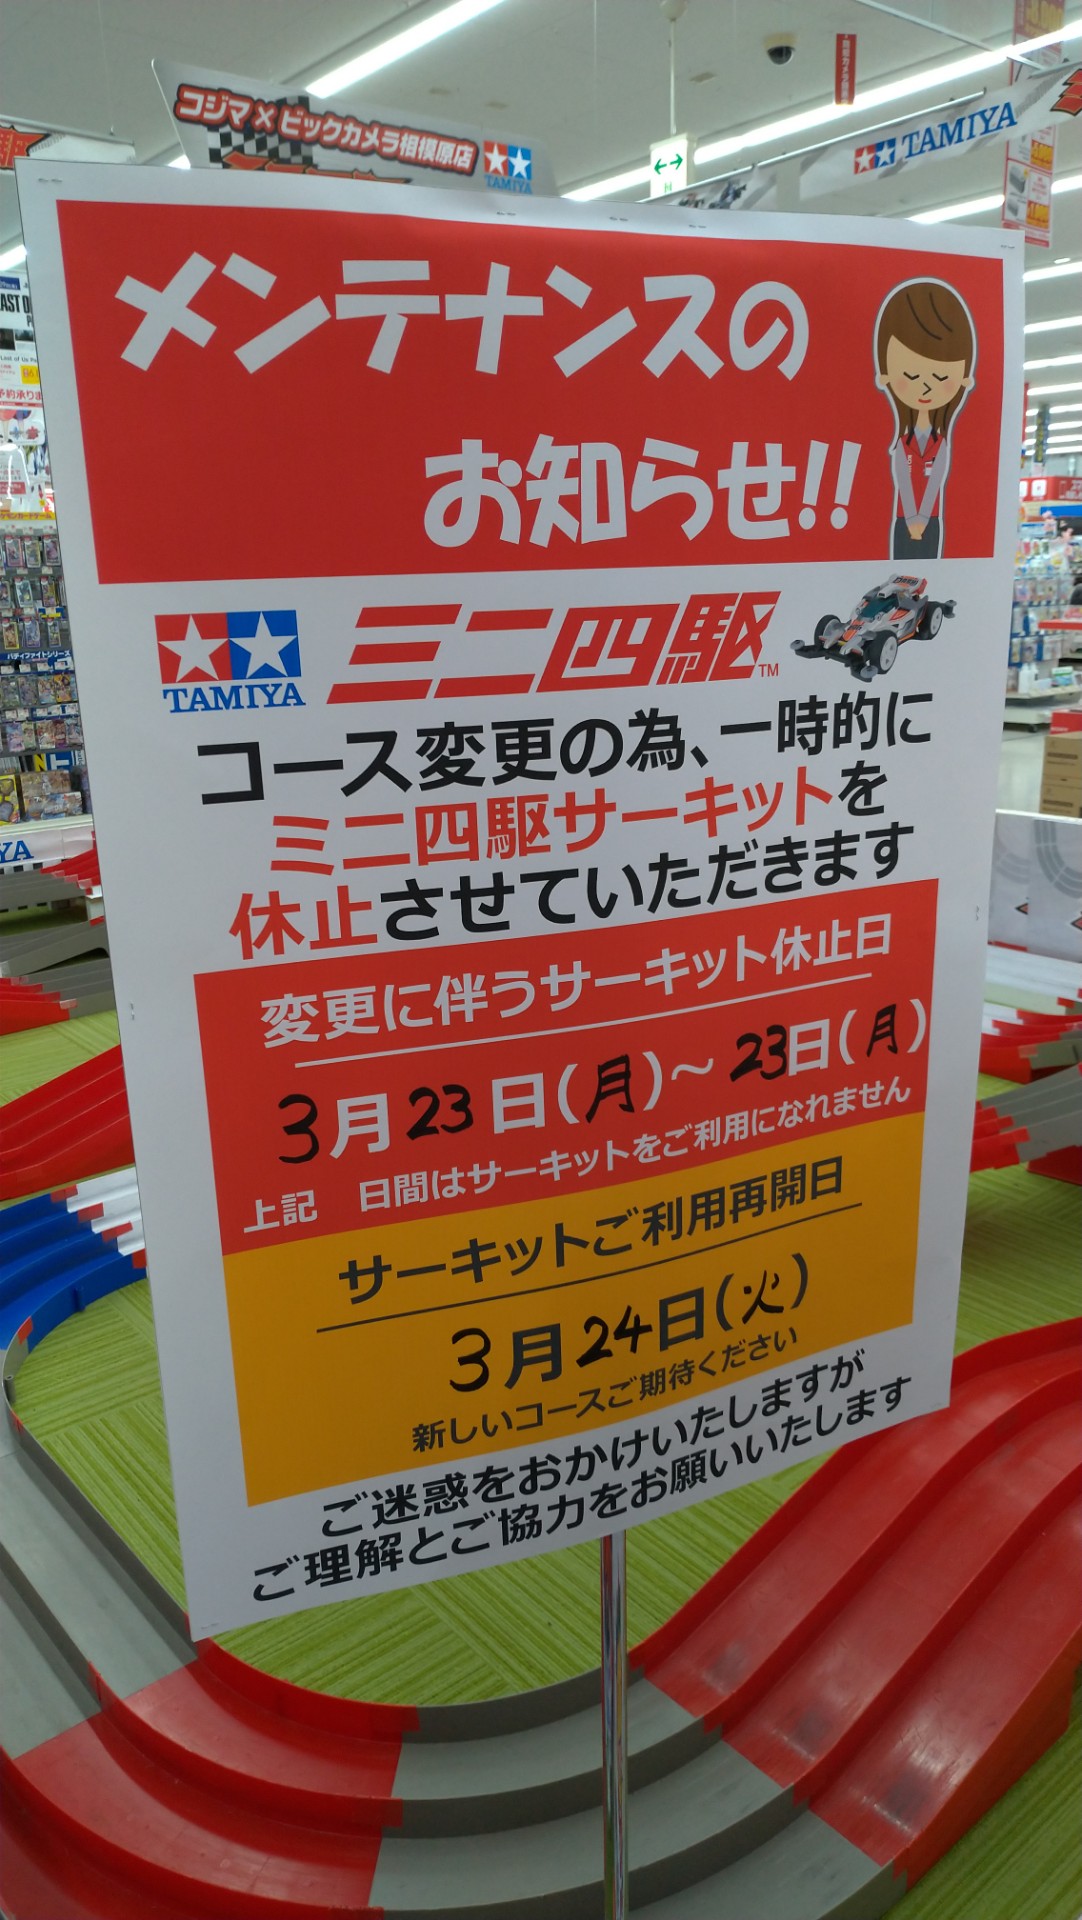 コジマ×ビックカメラ相模原店
TAMIYA
TAMIYA
メンテナンスの
お知らせ!!
TAMIYA
ミニ四駆™
コース変更の為、一時的に
ミニ四駆サーキットを
休止させていただきます
変更に伴うサーキット休止日
3月23日(月)～23日(月)
上記　日間はサーキットをご利用になれません
サーキットご利用再開日
3月24日(火)
新しいコースご期待ください
ご迷惑をおかけいたしますが
ご理解とご協力をお願いいたします